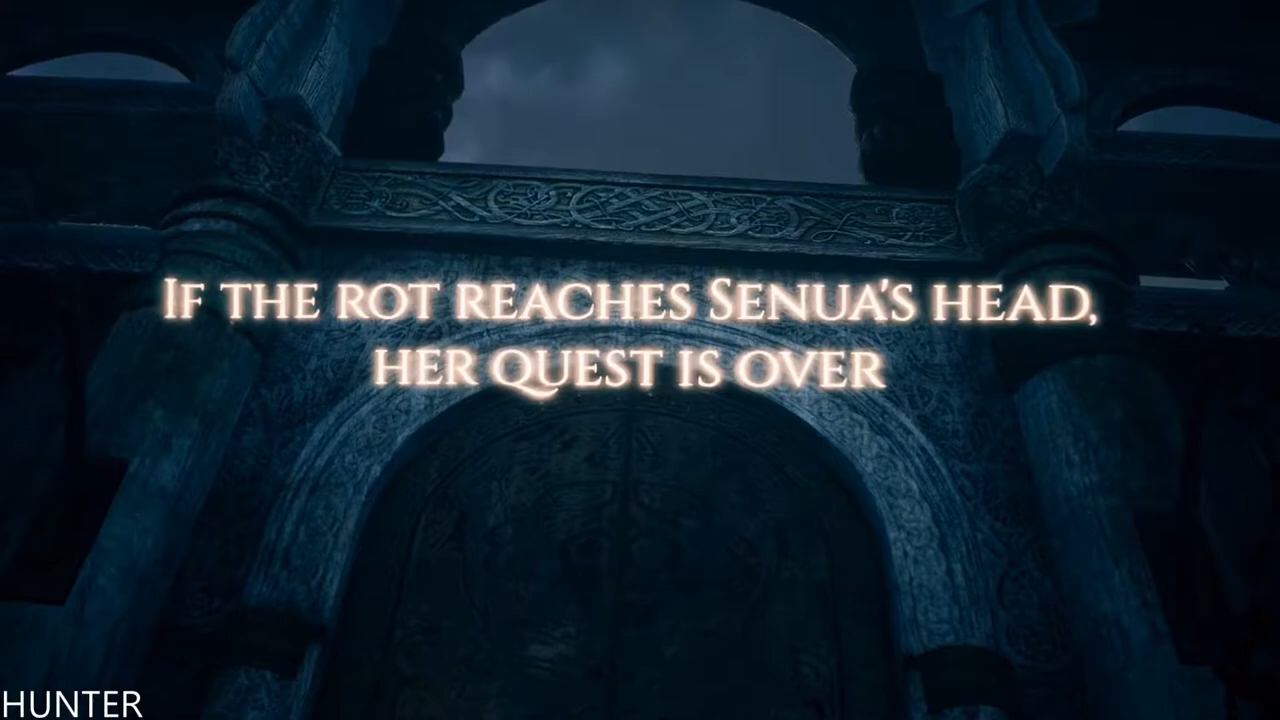 If the rot reaches Senua's head,
her quest is over
HUNTER